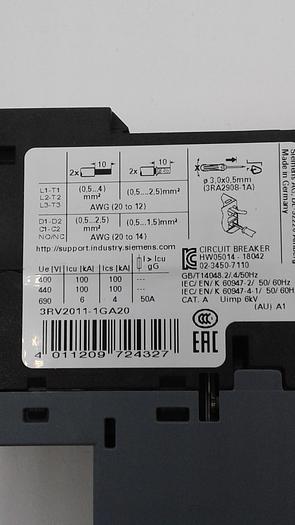 10
10
2x
2x
ø 3,0x0,5mm
(3RA2908-1A)
L1-T1
L2-T2
L3-T3
(0,5...4) mm²
(0,5...2,5)mm²
AWG (20 to 12)
D1-D2
C1-C2
NO/NC
(0,5...2,5) mm²
(0,5...1,5)mm²
AWG (20 to 14)
http://support.industry.siemens.com
Ue [V] Icu [kA] Ics [kA] I > Icu gG
400 100 100 ---
440 100 100 ---
690 6 4 50A
3RV2011-1GA20
4 011209 724327
CIRCUIT BREAKER
HW05014 - 18042
02-3450-7110
GB/T14048.2/.4/50Hz
IEC/EN/K 60947-2/ 50/60Hz
IEC/EN/K 60947-4-1/ 50/60H
CAT. A Uimp 6kV
(AU) A1
CCC
EAC
Made in Germany